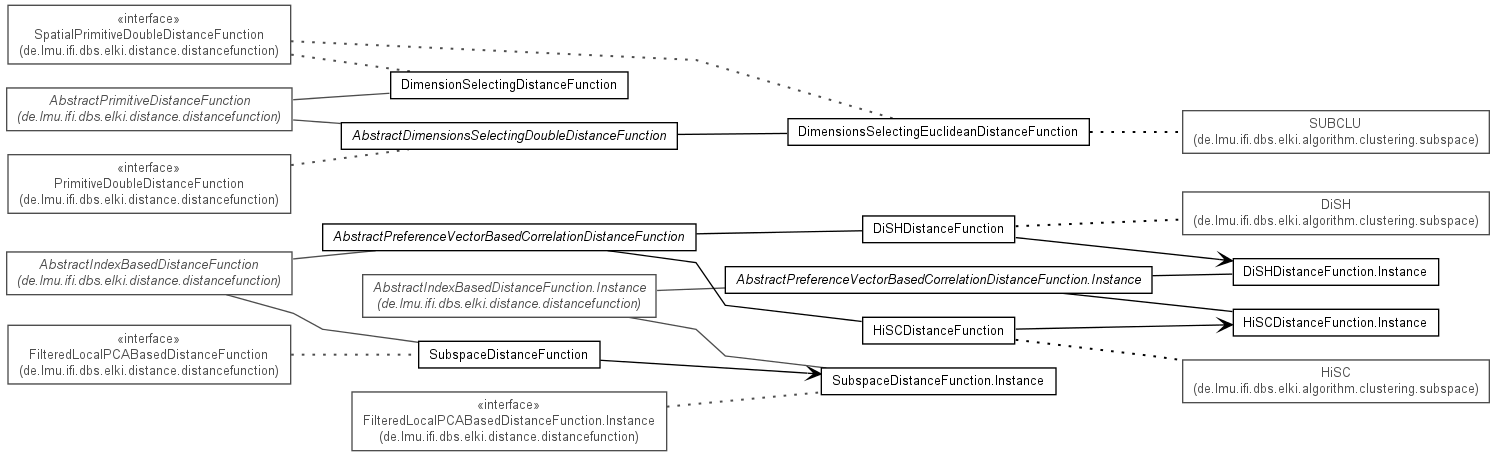 «interface»
SpatialPrimitiveDoubleDistanceFunction
(de.lmu.ifi.dbs.elki.distance.distancefunction)
DimensionSelectingDistanceFunction
AbstractPrimitiveDistanceFunction
(de.lmu.ifi.dbs.elki.distance.distancefunction)
AbstractDimensionsSelectingDoubleDistanceFunction
DimensionsSelectingEuclideanDistanceFunction
SUBCLU
(de.lmu.ifi.dbs.elki.algorithm.clustering.subspace)
«interface»
PrimitiveDoubleDistanceFunction
(de.lmu.ifi.dbs.elki.distance.distancefunction)
DiSH
(de.lmu.ifi.dbs.elki.algorithm.clustering.subspace)
AbstractPreferenceVectorBasedCorrelationDistanceFunction
DiSHDistanceFunction
AbstractIndexBasedDistanceFunction
(de.lmu.ifi.dbs.elki.distance.distancefunction)
AbstractIndexBasedDistanceFunction.Instance
(de.lmu.ifi.dbs.elki.distance.distancefunction)
AbstractPreferenceVectorBasedCorrelationDistanceFunction.Instance
DiSHDistanceFunction.Instance
HiSCDistanceFunction
HiSCDistanceFunction.Instance
«interface»
FilteredLocalPCABasedDistanceFunction
(de.lmu.ifi.dbs.elki.distance.distancefunction)
SubspaceDistanceFunction
SubspaceDistanceFunction.Instance
HiSC
(de.lmu.ifi.dbs.elki.algorithm.clustering.subspace)
«interface»
FilteredLocalPCABasedDistanceFunction.Instance
(de.lmu.ifi.dbs.elki.distance.distancefunction)